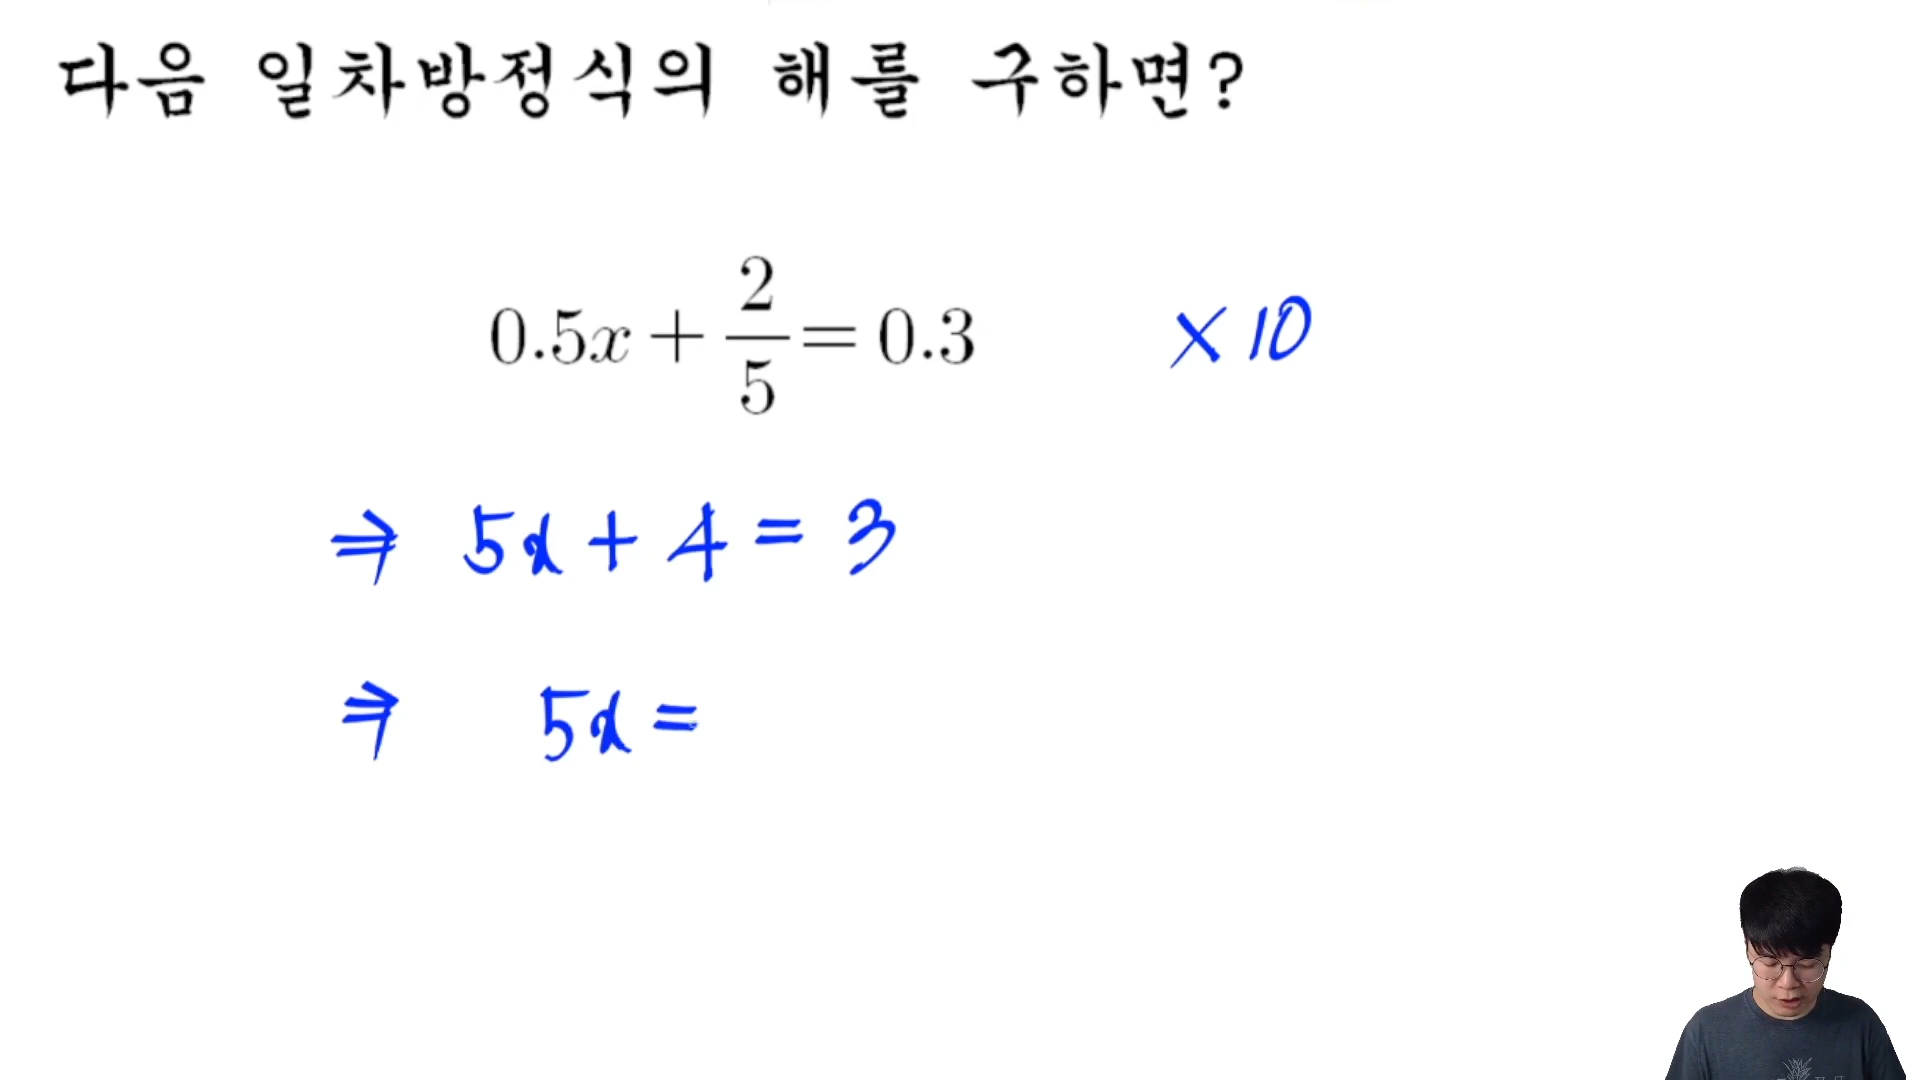 다음 일차방정식의 해를 구하면?
0.5x + 2/5 = 0.3 ×10
⇒ 5x + 4 = 3
⇒ 5x =